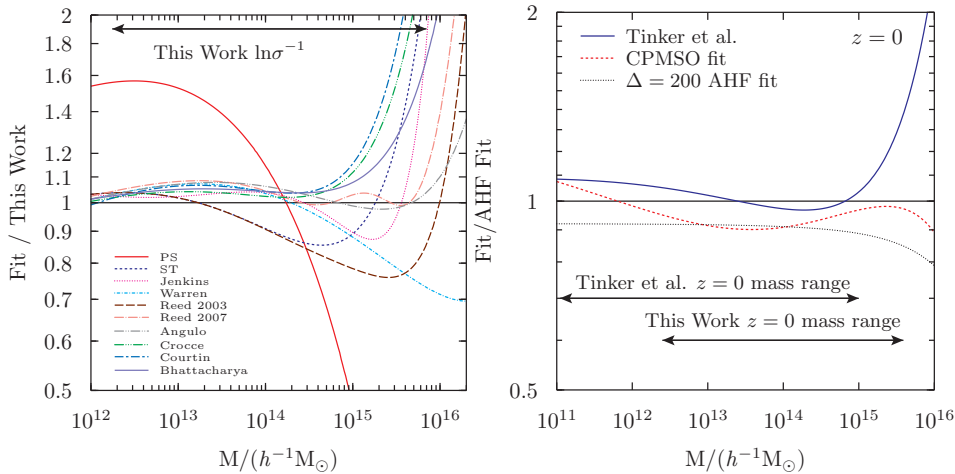 Fit / This Work
2
1.8
1.6
1.4
1.2
1.1
1
0.9
0.8
0.7
0.6
0.5
This Work lnσ⁻¹
PS
ST
Jenkins
Warren
Reed 2003
Reed 2007
Angulo
Crocce
Courtin
Bhattacharya
10¹² 10¹³ 10¹⁴ 10¹⁵ 10¹⁶
M/(h⁻¹M☉)
Fit/AHF Fit
2
1
0.5
Tinker et al.
CPMSO fit
Δ = 200 AHF fit
z = 0
Tinker et al. z = 0 mass range
This Work z = 0 mass range
10¹¹ 10¹² 10¹³ 10¹⁴ 10¹⁵ 10¹⁶
M/(h⁻¹M☉)